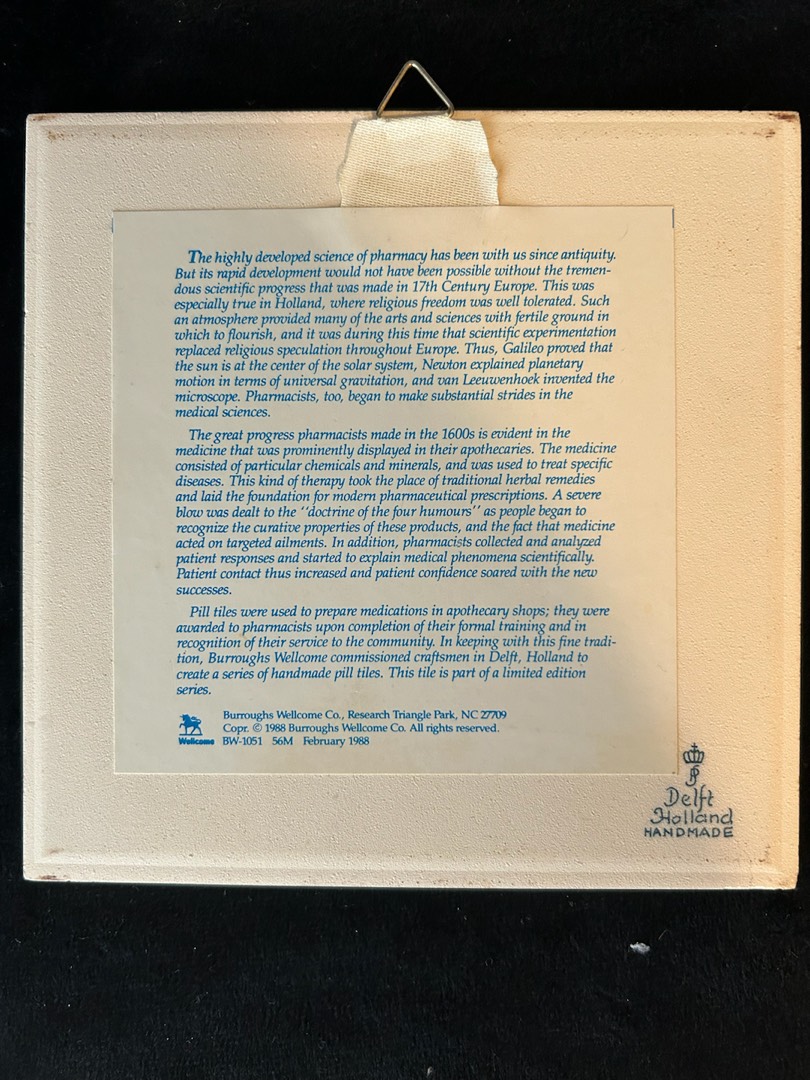 The highly developed science of pharmacy has been with us since antiquity.
But its rapid development would not have been possible without the tremen-
dous scientific progress that was made in 17th Century Europe. This was
especially true in Holland, where religious freedom was well tolerated. Such
an atmosphere provided many of the arts and sciences with fertile ground in
which to flourish, and it was during this time that scientific experimentation
replaced religious speculation throughout Europe. Thus, Galileo proved that
the sun is at the center of the solar system, Newton explained planetary
motion in terms of universal gravitation, and van Leeuwenhoek invented the
microscope. Pharmacists, too, began to make substantial strides in the
medical sciences.
The great progress pharmacists made in the 1600s is evident in the
medicine that was prominently displayed in their apothecaries. The medicine
consisted of particular chemicals and minerals, and was used to treat specific
diseases. This kind of therapy took the place of traditional herbal remedies
and laid the foundation for modern pharmaceutical prescriptions. A severe
blow was dealt to the ‘‘doctrine of the four humours’’ as people began to
recognize the curative properties of these products, and the fact that medicine
acted on targeted ailments. In addition, pharmacists collected and analyzed
patient responses and started to explain medical phenomena scientifically.
Patient contact thus increased and patient confidence soared with the new
successes.
Pill tiles were used to prepare medications in apothecary shops; they were
awarded to pharmacists upon completion of their formal training and in
recognition of their service to the community. In keeping with this fine tradi-
tion, Burroughs Wellcome commissioned craftsmen in Delft, Holland to
create a series of handmade pill tiles. This tile is part of a limited edition
series.
Burroughs Wellcome Co., Research Triangle Park, NC 27709
Copr. © 1988 Burroughs Wellcome Co. All rights reserved.
Wellcome BW-1051 56M February 1988
Delft
Holland
HANDMADE